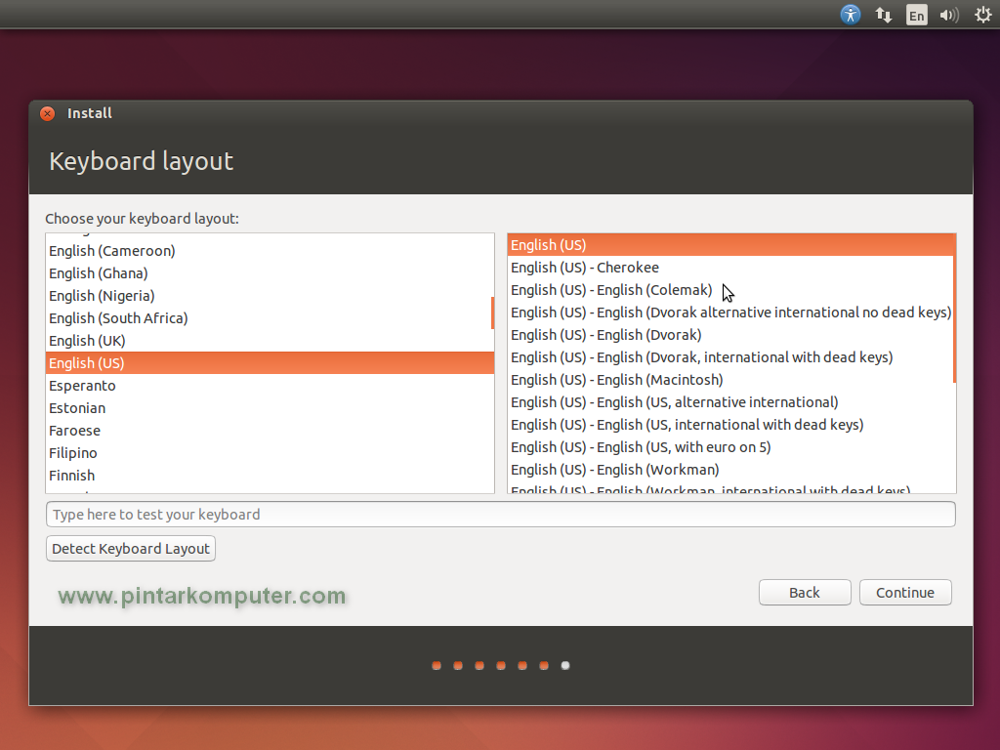 En
Install
Keyboard layout
Choose your keyboard layout:
English (Cameroon)
English (Ghana)
English (Nigeria)
English (South Africa)
English (UK)
English (US)
Esperanto
Estonian
Faroese
Filipino
Finnish
English (US)
English (US) - Cherokee
English (US) - English (Colemak)
English (US) - English (Dvorak alternative international no dead keys)
English (US) - English (Dvorak)
English (US) - English (Dvorak, international with dead keys)
English (US) - English (Macintosh)
English (US) - English (US, alternative international)
English (US) - English (US, international with dead keys)
English (US) - English (US, with euro on 5)
English (US) - English (Workman)
English (US) - English (Workman, international with dead keys)
Type here to test your keyboard
Detect Keyboard Layout
www.pintarkomputer.com
Back
Continue